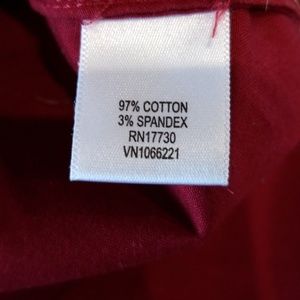 97% COTTON
3% SPANDEX
RN17730
VN1066221